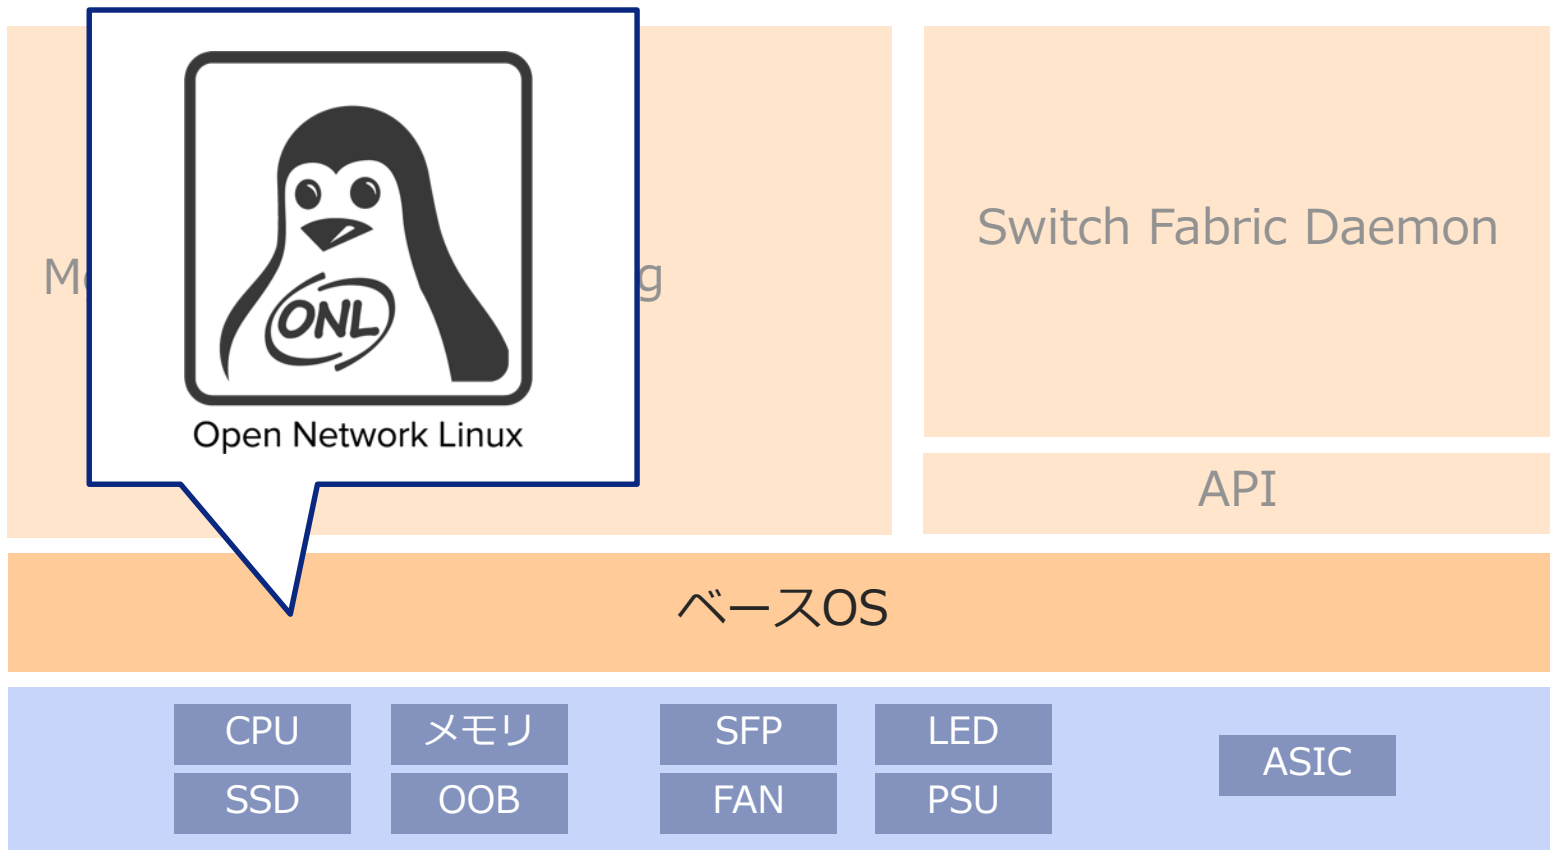 ONL
Open Network Linux
Switch Fabric Daemon
API
ベースOS
CPU
メモリ
SFP
LED
ASIC
SSD
OOB
FAN
PSU